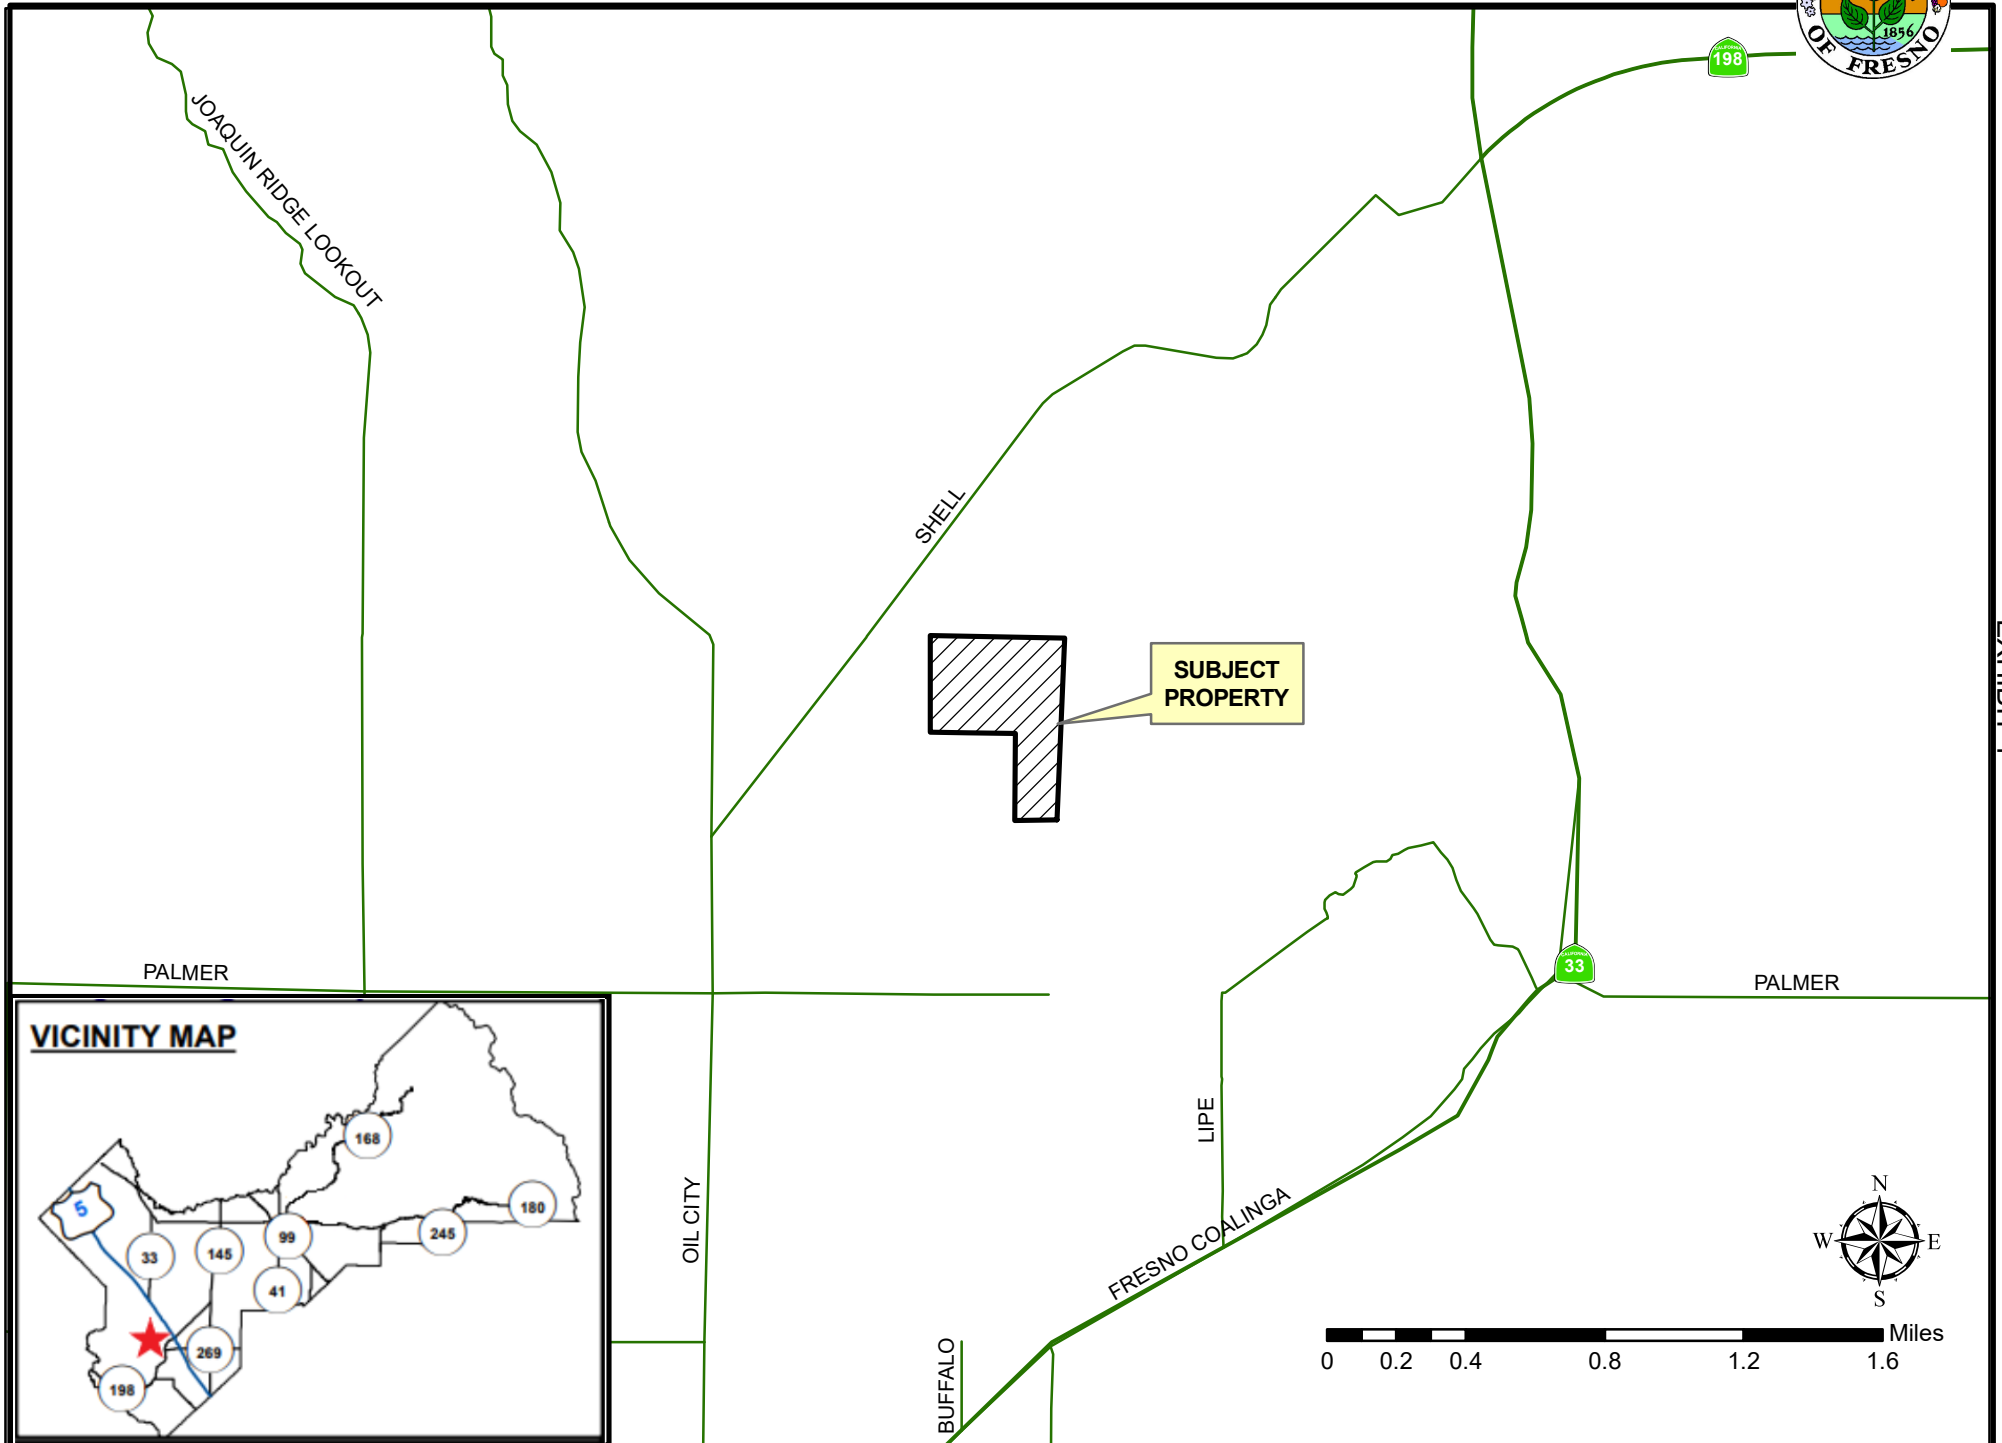 1856
OF FRESNO
CALIFORNIA
198
JOAQUIN RIDGE LOOKOUT
SHELL
SUBJECT
PROPERTY
PALMER
33
PALMER
VICINITY MAP
168
5
180
33
145
99
245
41
269
198
LIPE
OIL CITY
FRESNO COALINGA
BUFFALO
N
W
E
S
Miles
0 0.2 0.4 0.8 1.2 1.6